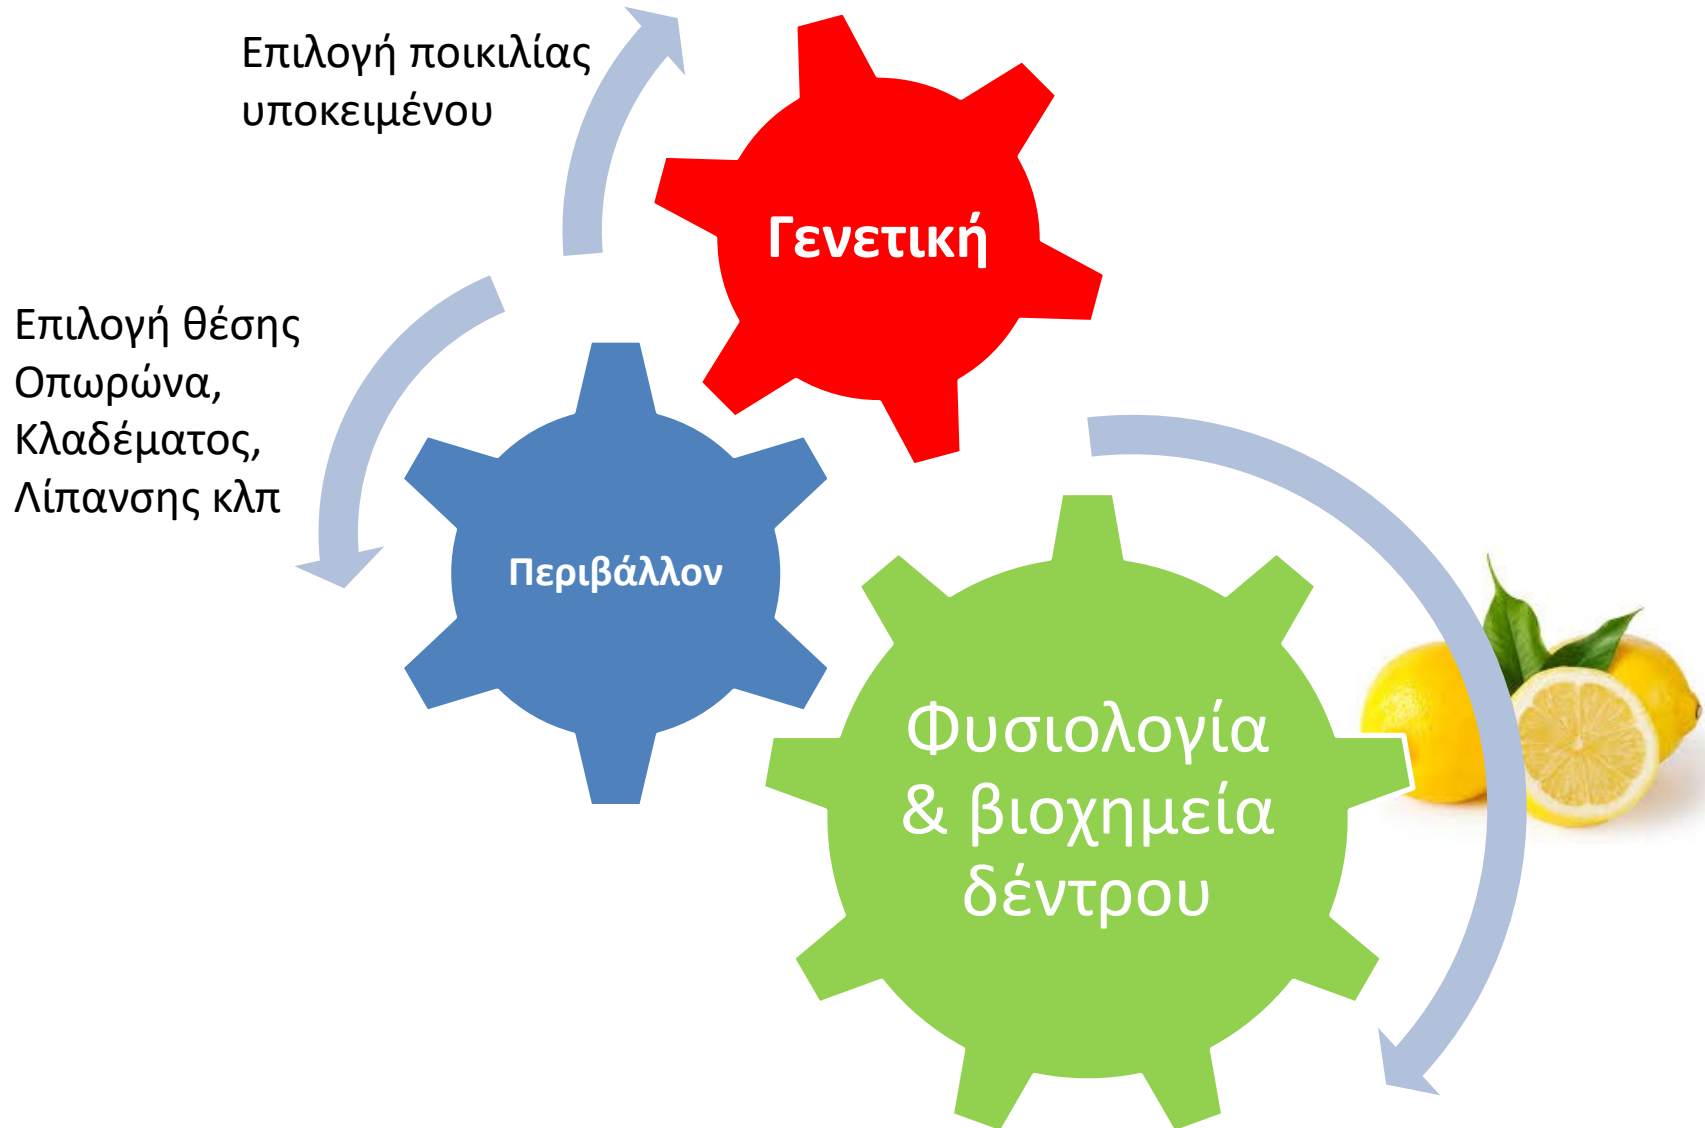 Επιλογή ποικιλίας
υποκειμένου
Γενετική
Επιλογή θέσης
Οπωρώνα,
Κλαδέματος,
Λίπανσης κλπ
Περιβάλλον
Φυσιολογία
& βιοχημεία
δέντρου